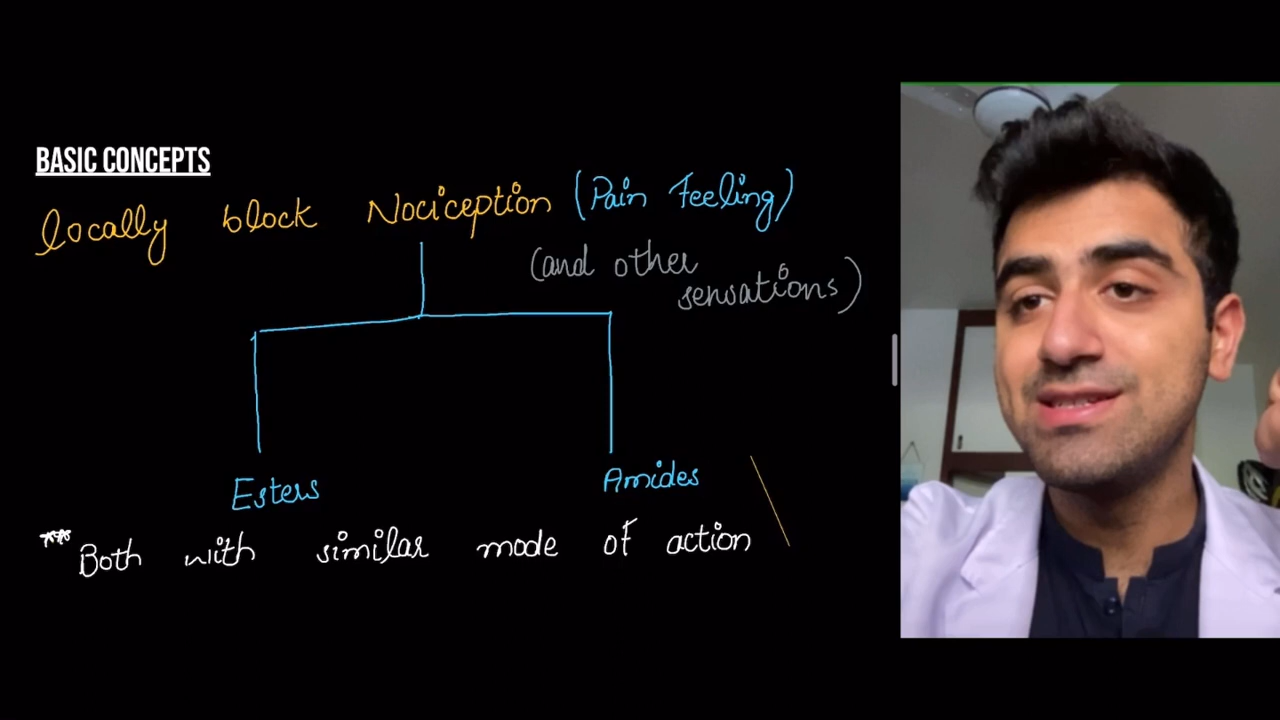 BASIC CONCEPTS
locally block Nociception (Pain Feeling)
(and other
sensations)
Esters
Amides
** Both with similar mode of action